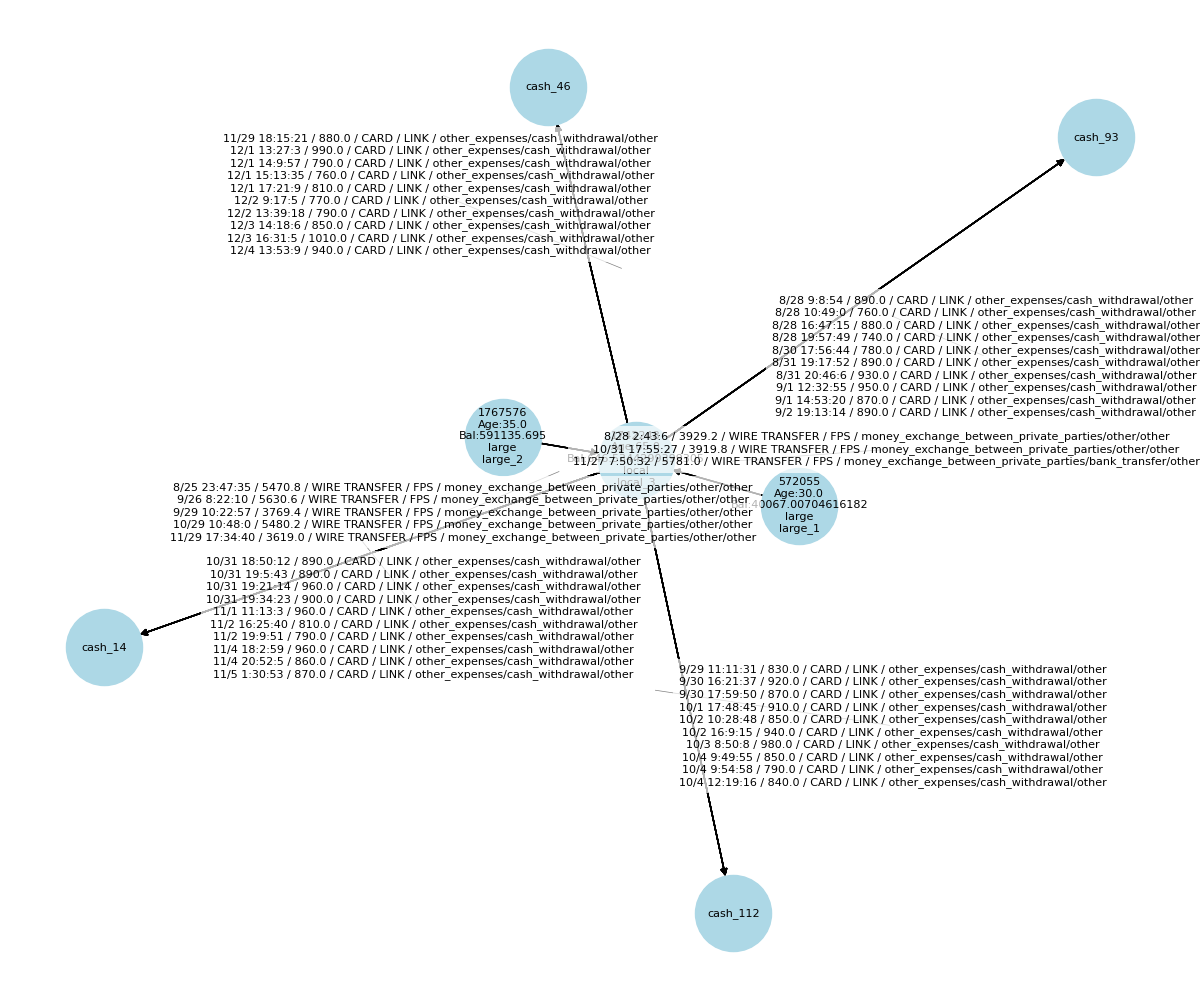 cash_46
cash_93
11/29 18:15:21 / 880.0 / CARD / LINK / other_expenses/cash_withdrawal/other
12/1 13:27:3 / 990.0 / CARD / LINK / other_expenses/cash_withdrawal/other
12/1 14:9:57 / 790.0 / CARD / LINK / other_expenses/cash_withdrawal/other
12/1 15:13:35 / 760.0 / CARD / LINK / other_expenses/cash_withdrawal/other
12/1 17:21:9 / 810.0 / CARD / LINK / other_expenses/cash_withdrawal/other
12/2 9:17:5 / 770.0 / CARD / LINK / other_expenses/cash_withdrawal/other
12/2 13:39:18 / 790.0 / CARD / LINK / other_expenses/cash_withdrawal/other
12/3 14:18:6 / 850.0 / CARD / LINK / other_expenses/cash_withdrawal/other
12/3 16:31:5 / 1010.0 / CARD / LINK / other_expenses/cash_withdrawal/other
12/4 13:53:9 / 940.0 / CARD / LINK / other_expenses/cash_withdrawal/other
8/28 9:8:54 / 890.0 / CARD / LINK / other_expenses/cash_withdrawal/other
8/28 10:49:0 / 760.0 / CARD / LINK / other_expenses/cash_withdrawal/other
8/28 16:47:15 / 880.0 / CARD / LINK / other_expenses/cash_withdrawal/other
8/28 19:57:49 / 740.0 / CARD / LINK / other_expenses/cash_withdrawal/other
8/30 17:56:44 / 780.0 / CARD / LINK / other_expenses/cash_withdrawal/other
8/31 19:17:52 / 890.0 / CARD / LINK / other_expenses/cash_withdrawal/other
8/31 20:46:6 / 930.0 / CARD / LINK / other_expenses/cash_withdrawal/other
9/1 12:32:55 / 950.0 / CARD / LINK / other_expenses/cash_withdrawal/other
9/1 14:53:20 / 870.0 / CARD / LINK / other_expenses/cash_withdrawal/other
9/2 19:13:14 / 890.0 / CARD / LINK / other_expenses/cash_withdrawal/other
1767576
Age:35.0
Bal:591135.695
large
large_2
8/28 2:43:6 / 3929.2 / WIRE TRANSFER / FPS / money_exchange_between_private_parties/other/other
10/31 17:55:27 / 3919.8 / WIRE TRANSFER / FPS / money_exchange_between_private_parties/other/other
11/27 7:50:32 / 5781.0 / WIRE TRANSFER / FPS / money_exchange_between_private_parties/bank_transfer/other
local
local_3
572055
Age:30.0
Bal:40067.00704616182
large
large_1
8/25 23:47:35 / 5470.8 / WIRE TRANSFER / FPS / money_exchange_between_private_parties/other/other
9/26 8:22:10 / 5630.6 / WIRE TRANSFER / FPS / money_exchange_between_private_parties/other/other
9/29 10:22:57 / 3769.4 / WIRE TRANSFER / FPS / money_exchange_between_private_parties/other/other
10/29 10:48:0 / 5480.2 / WIRE TRANSFER / FPS / money_exchange_between_private_parties/other/other
11/29 17:34:40 / 3619.0 / WIRE TRANSFER / FPS / money_exchange_between_private_parties/other/other
10/31 18:50:12 / 890.0 / CARD / LINK / other_expenses/cash_withdrawal/other
10/31 19:5:43 / 890.0 / CARD / LINK / other_expenses/cash_withdrawal/other
10/31 19:21:14 / 960.0 / CARD / LINK / other_expenses/cash_withdrawal/other
10/31 19:34:23 / 900.0 / CARD / LINK / other_expenses/cash_withdrawal/other
11/1 11:13:3 / 960.0 / CARD / LINK / other_expenses/cash_withdrawal/other
11/2 16:25:40 / 810.0 / CARD / LINK / other_expenses/cash_withdrawal/other
11/2 19:9:51 / 790.0 / CARD / LINK / other_expenses/cash_withdrawal/other
11/4 18:2:59 / 960.0 / CARD / LINK / other_expenses/cash_withdrawal/other
11/4 20:52:5 / 860.0 / CARD / LINK / other_expenses/cash_withdrawal/other
11/5 1:30:53 / 870.0 / CARD / LINK / other_expenses/cash_withdrawal/other
cash_14
9/29 11:11:31 / 830.0 / CARD / LINK / other_expenses/cash_withdrawal/other
9/30 16:21:37 / 920.0 / CARD / LINK / other_expenses/cash_withdrawal/other
9/30 17:59:50 / 870.0 / CARD / LINK / other_expenses/cash_withdrawal/other
10/1 17:48:45 / 910.0 / CARD / LINK / other_expenses/cash_withdrawal/other
10/2 10:28:48 / 850.0 / CARD / LINK / other_expenses/cash_withdrawal/other
10/2 16:9:15 / 940.0 / CARD / LINK / other_expenses/cash_withdrawal/other
10/3 8:50:8 / 980.0 / CARD / LINK / other_expenses/cash_withdrawal/other
10/4 9:49:55 / 850.0 / CARD / LINK / other_expenses/cash_withdrawal/other
10/4 9:54:58 / 790.0 / CARD / LINK / other_expenses/cash_withdrawal/other
10/4 12:19:16 / 840.0 / CARD / LINK / other_expenses/cash_withdrawal/other
cash_112